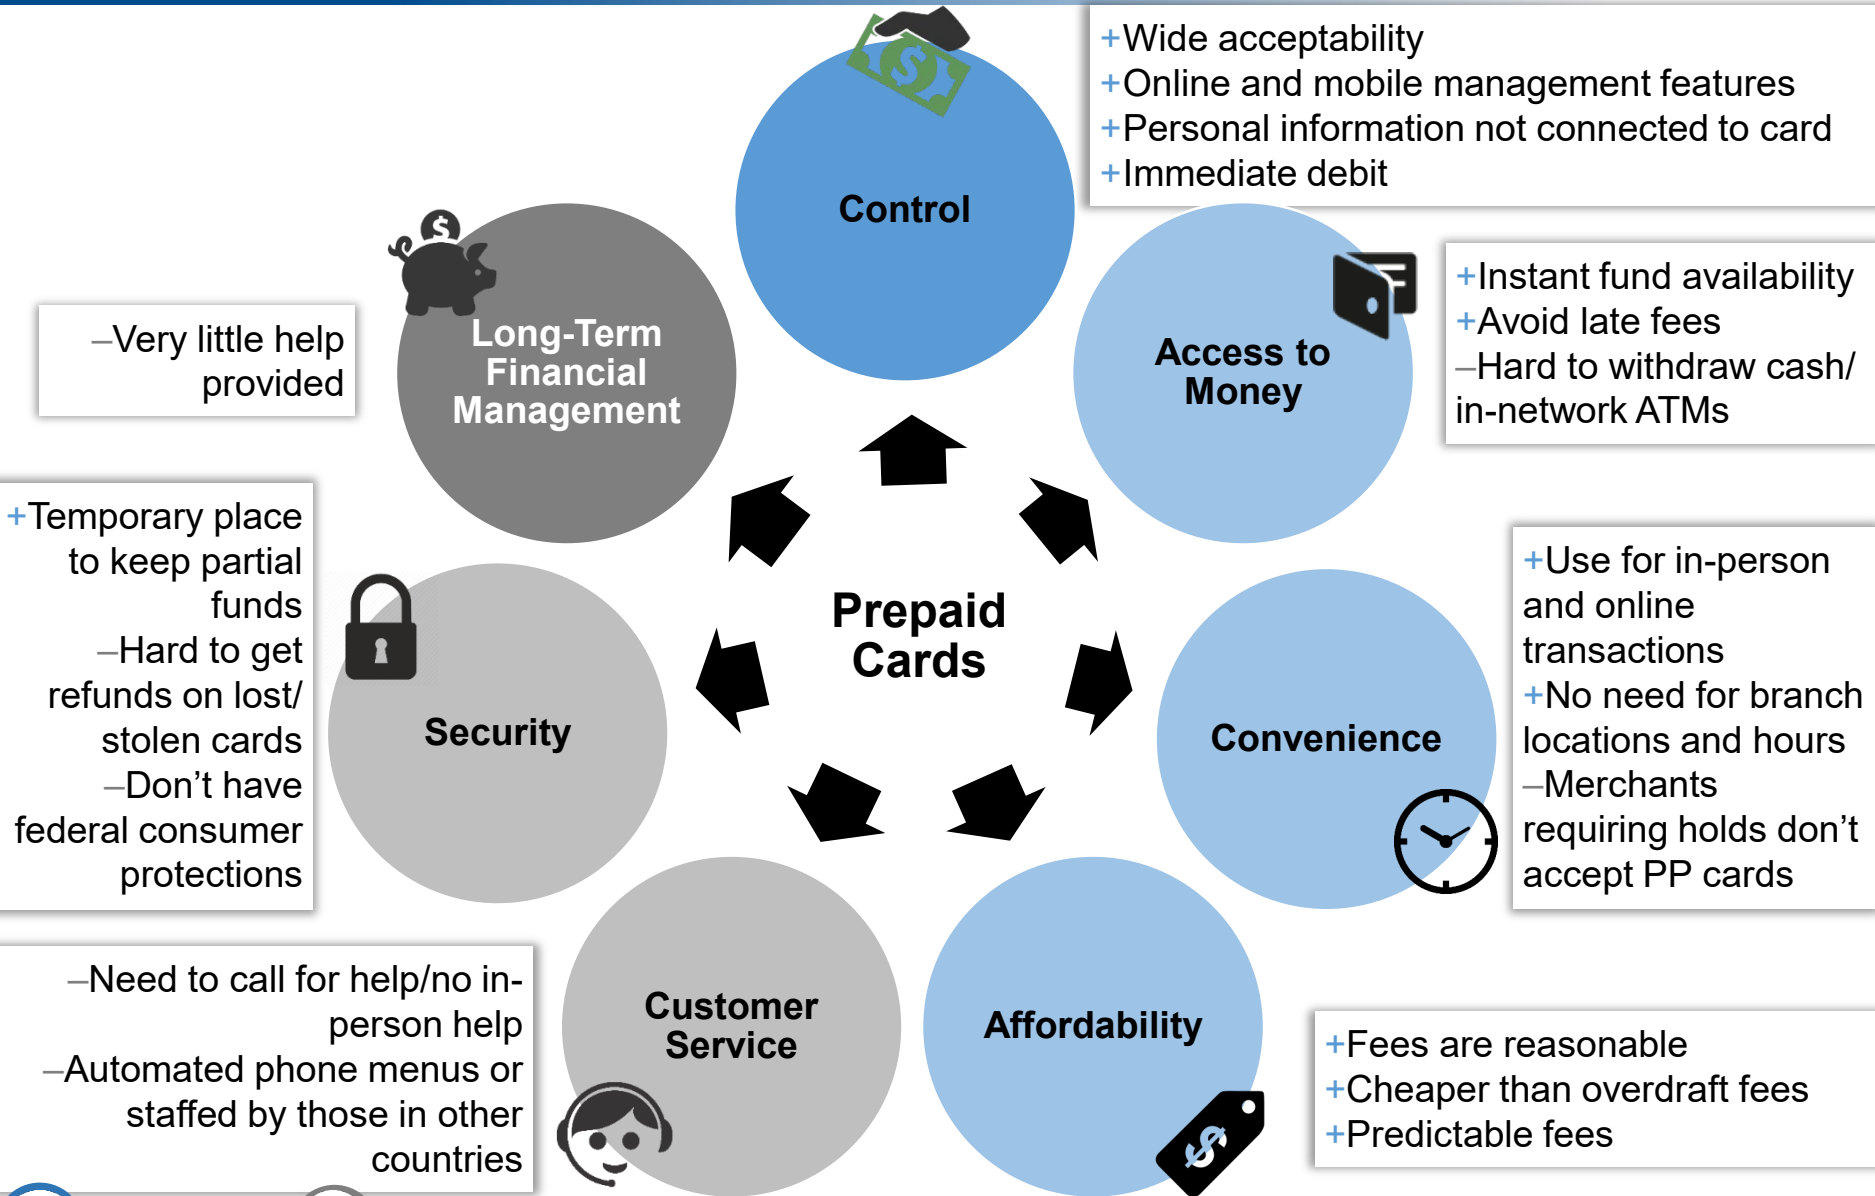 +Wide acceptability
+Online and mobile management features
+Personal information not connected to card
+Immediate debit
Control
Long-Term
Financial
Management
–Very little help
provided
Access to
Money
+Instant fund availability
+Avoid late fees
–Hard to withdraw cash/
in-network ATMs
+Temporary place
to keep partial
funds
–Hard to get
refunds on lost/
stolen cards
–Don’t have
federal consumer
protections
Security
Prepaid
Cards
Convenience
+Use for in-person
and online
transactions
+No need for branch
locations and hours
–Merchants
requiring holds don’t
accept PP cards
–Need to call for help/no in-
person help
–Automated phone menus or
staffed by those in other
countries
Customer
Service
Affordability
+Fees are reasonable
+Cheaper than overdraft fees
+Predictable fees
$
$
$